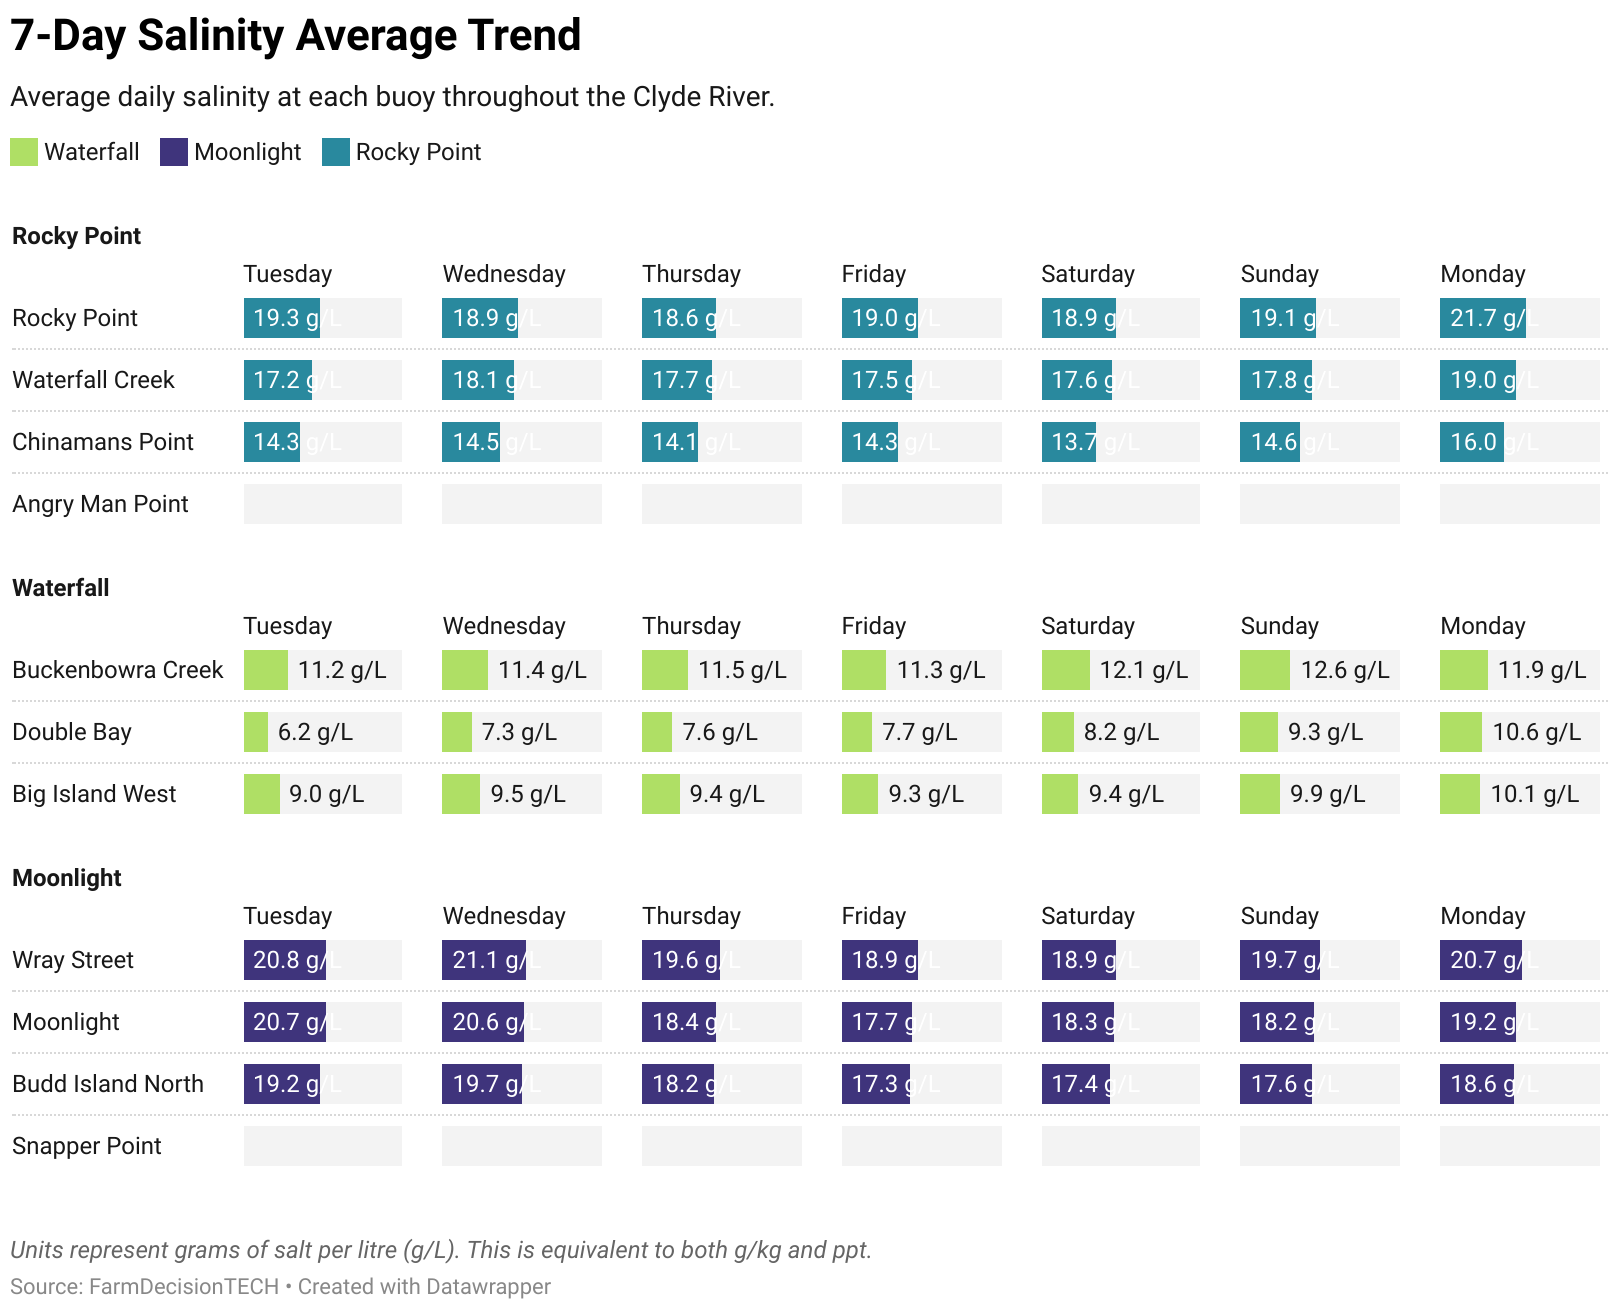 7-Day Salinity Average Trend
Average daily salinity at each buoy throughout the Clyde River.
Waterfall Moonlight Rocky Point
Rocky Point
Tuesday Wednesday Thursday Friday Saturday Sunday Monday
Rocky Point 19.3 g/L 18.9 g/L 18.6 g/L 19.0 g/L 18.9 g/L 19.1 g/L 21.7 g/L
Waterfall Creek 17.2 g/L 18.1 g/L 17.7 g/L 17.5 g/L 17.6 g/L 17.8 g/L 19.0 g/L
Chinamans Point 14.3 g/L 14.5 g/L 14.1 g/L 14.3 g/L 13.7 g/L 14.6 g/L 16.0 g/L
Angry Man Point
Waterfall
Tuesday Wednesday Thursday Friday Saturday Sunday Monday
Buckenbowra Creek 11.2 g/L 11.4 g/L 11.5 g/L 11.3 g/L 12.1 g/L 12.6 g/L 11.9 g/L
Double Bay 6.2 g/L 7.3 g/L 7.6 g/L 7.7 g/L 8.2 g/L 9.3 g/L 10.6 g/L
Big Island West 9.0 g/L 9.5 g/L 9.4 g/L 9.3 g/L 9.4 g/L 9.9 g/L 10.1 g/L
Moonlight
Tuesday Wednesday Thursday Friday Saturday Sunday Monday
Wray Street 20.8 g/L 21.1 g/L 19.6 g/L 18.9 g/L 18.9 g/L 19.7 g/L 20.7 g/L
Moonlight 20.7 g/L 20.6 g/L 18.4 g/L 17.7 g/L 18.3 g/L 18.2 g/L 19.2 g/L
Budd Island North 19.2 g/L 19.7 g/L 18.2 g/L 17.3 g/L 17.4 g/L 17.6 g/L 18.6 g/L
Snapper Point
Units represent grams of salt per litre (g/L). This is equivalent to both g/kg and ppt.
Source: FarmDecisionTECH • Created with Datawrapper